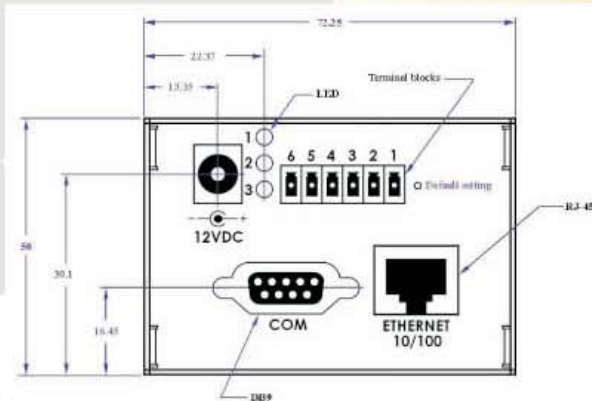 72.25
22.37
13.35
LED
Terminal blocks
1
2
3
6 5 4 3 2 1
Default setting
12VDC
RJ-45
50
30.1
16.45
COM
ETHERNET
10/100
DB9